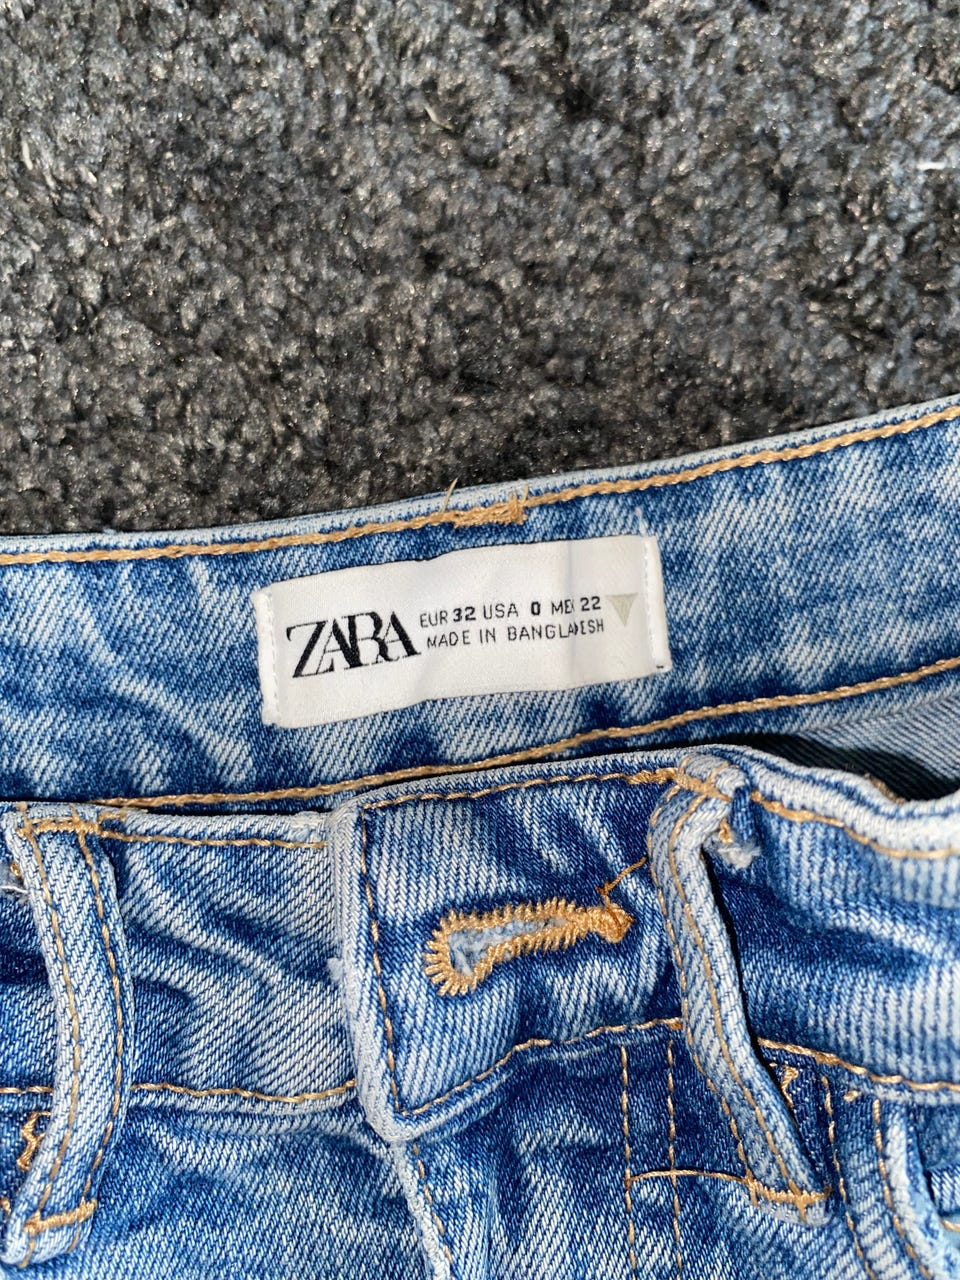 ZARA
EUR 32 USA 0 MEX 22
MADE IN BANGLADESH